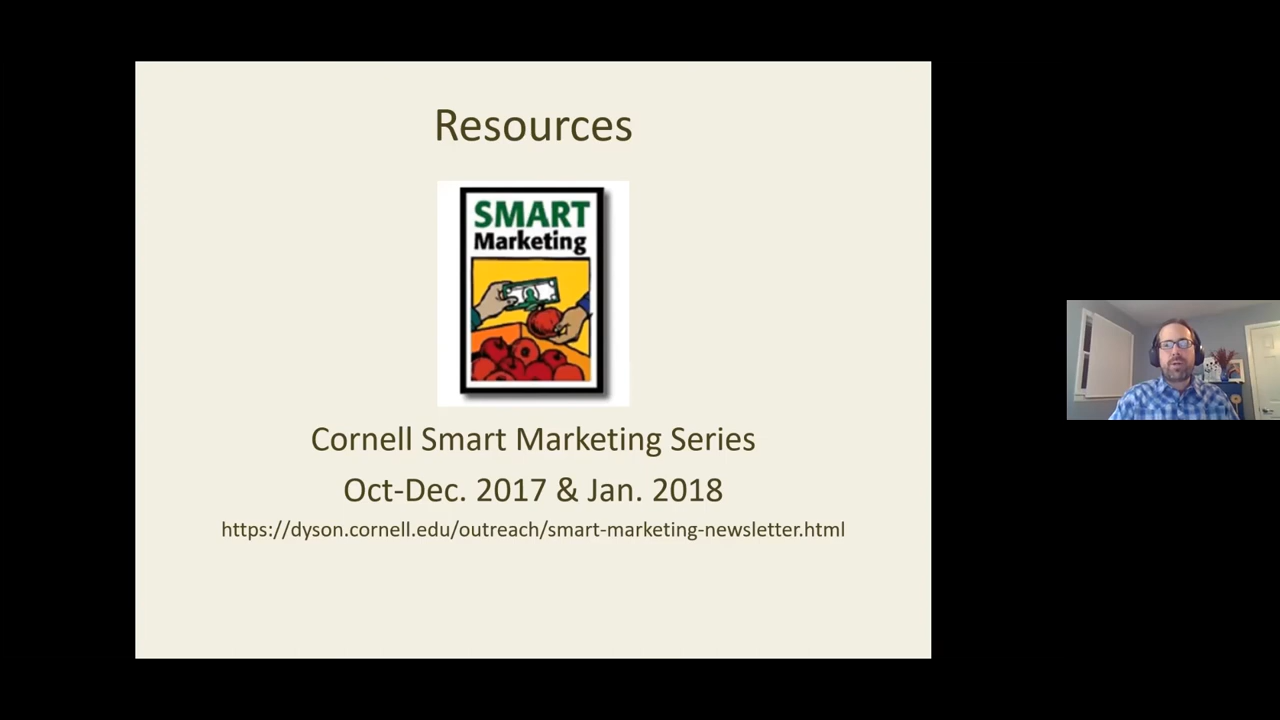 Resources
SMART
Marketing
Cornell Smart Marketing Series
Oct-Dec. 2017 & Jan. 2018
https://dyson.cornell.edu/outreach/smart-marketing-newsletter.html